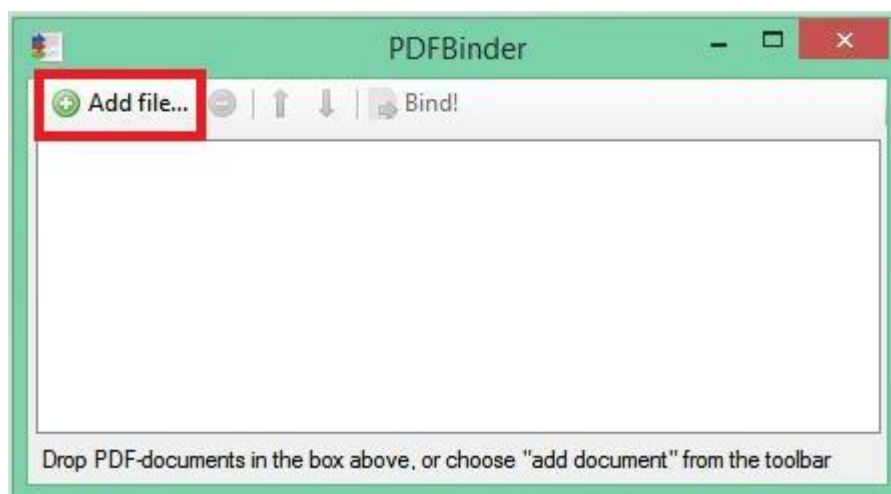 PDFBinder
Add file... Bind!
Drop PDF-documents in the box above, or choose "add document" from the toolbar